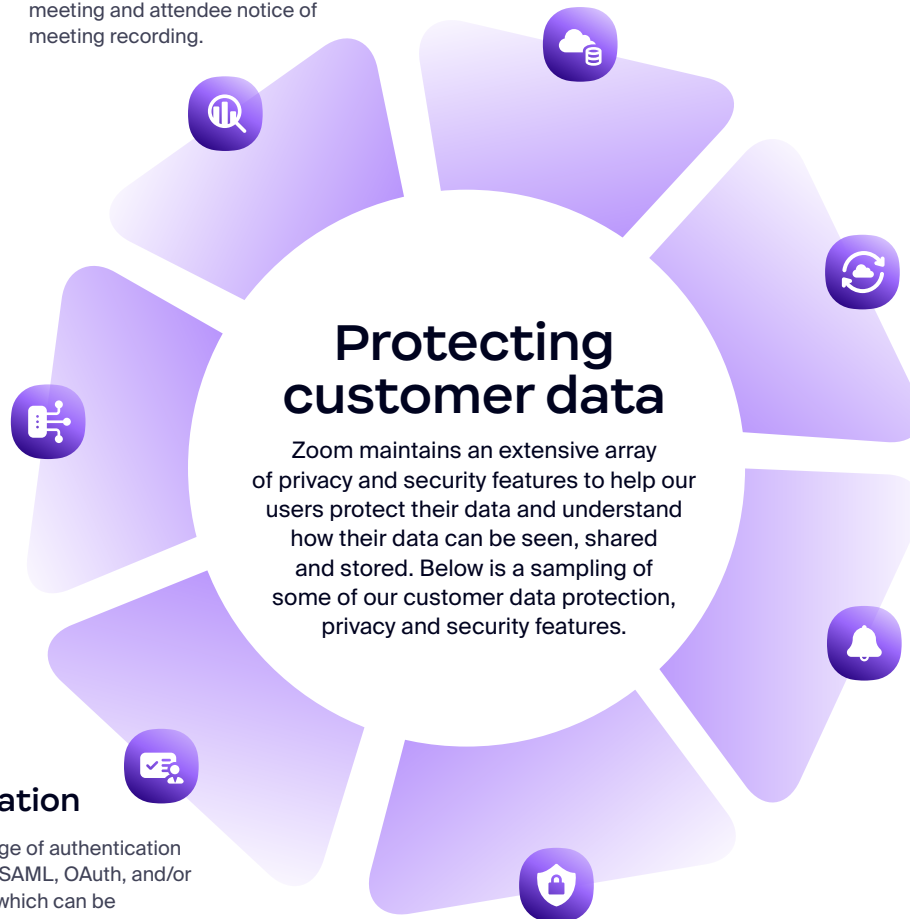 meeting and attendee notice of
meeting recording.
Protecting
customer data
Zoom maintains an extensive array
of privacy and security features to help our
users protect their data and understand
how their data can be seen, shared
and stored. Below is a sampling of
some of our customer data protection,
privacy and security features.
ation
ge of authentication
SAML, OAuth, and/or
which can be